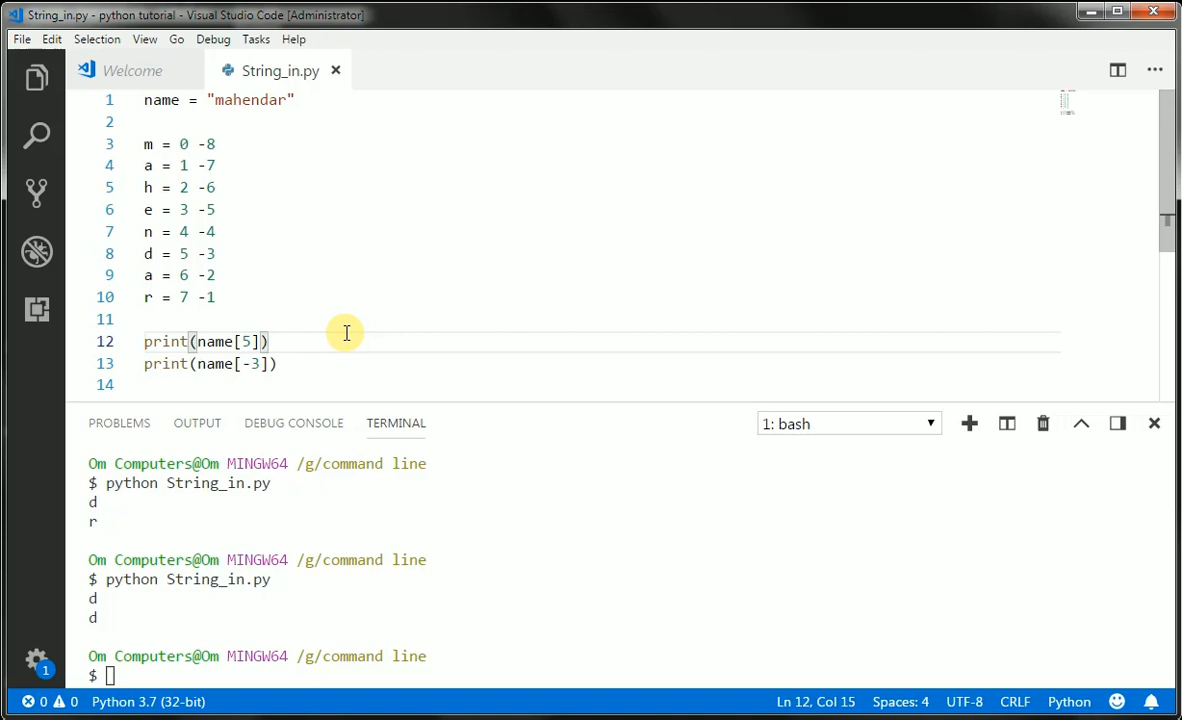 String_in.py - python tutorial - Visual Studio Code [Administrator]
File Edit Selection View Go Debug Tasks Help
Welcome String_in.py
1 name = "mahendar"
2
3 m = 0 -8
4 a = 1 -7
5 h = 2 -6
6 e = 3 -5
7 n = 4 -4
8 d = 5 -3
9 a = 6 -2
10 r = 7 -1
11
12 print(name[5])
13 print(name[-3])
14
PROBLEMS OUTPUT DEBUG CONSOLE TERMINAL 1: bash
Om Computers@Om MINGW64 /g/command line
$ python String_in.py
d
r
Om Computers@Om MINGW64 /g/command line
$ python String_in.py
d
d
Om Computers@Om MINGW64 /g/command line
$
1
0 0 Python 3.7 (32-bit) Ln 12, Col 15 Spaces: 4 UTF-8 CRLF Python